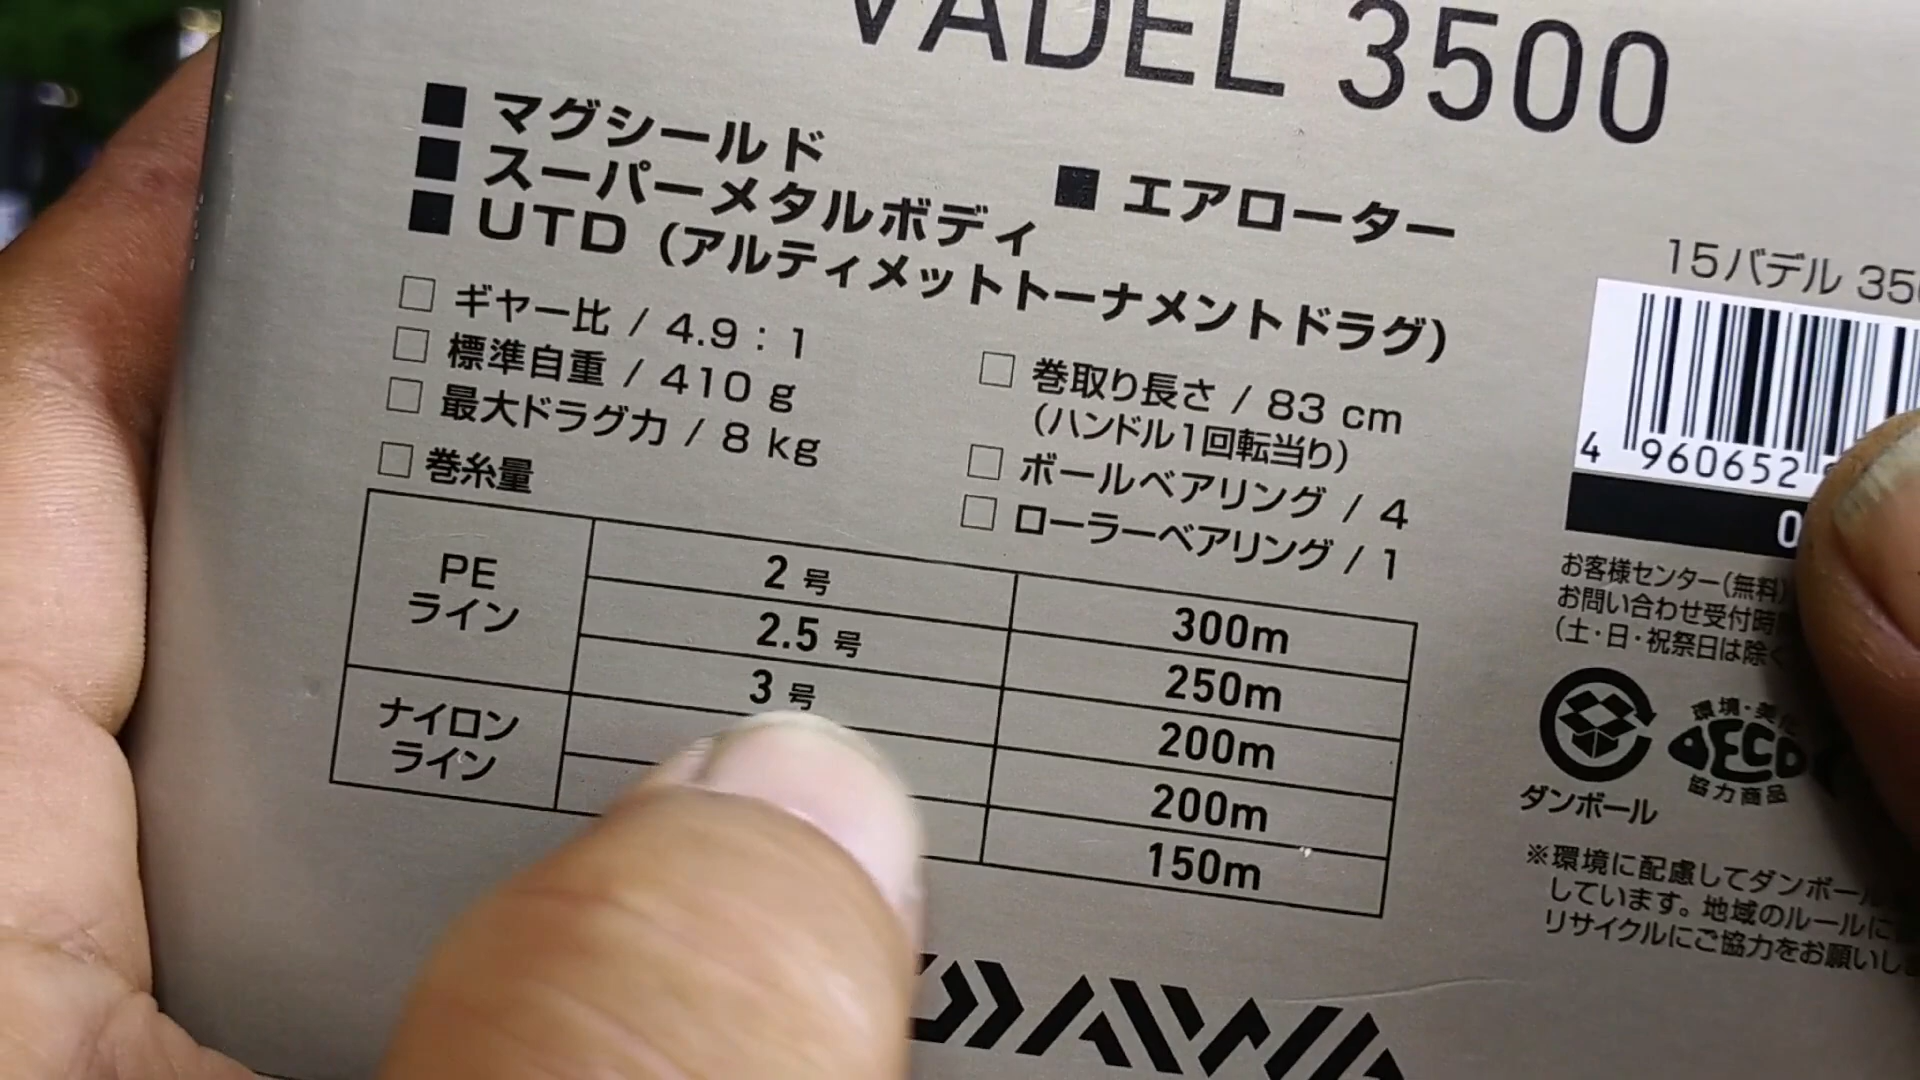 VADEL 3500
■ マグシールド
■ スーパーメタルボディ ■ エアローター
■ UTD（アルティメットトーナメントドラグ）
□ ギヤー比 / 4.9：1
□ 標準自重 / 410 g
□ 最大ドラグ力 / 8 kg
□ 巻取り長さ / 83 cm
（ハンドル1回転当り）
□ ボールベアリング / 4
□ ローラーベアリング / 1
□ 巻糸量
PEライン 2 号 300m
2.5 号 250m
3 号 200m
ナイロンライン 200m
150m
DAIWA
15バデル 35
4 960652
0
お客様センター（無料）
お問い合わせ受付時
（土・日・祝祭日は除く
ダンボール
環境・美化
DECO
協力商品
※環境に配慮してダンボール
しています。地域のルールに
リサイクルにご協力をお願いし